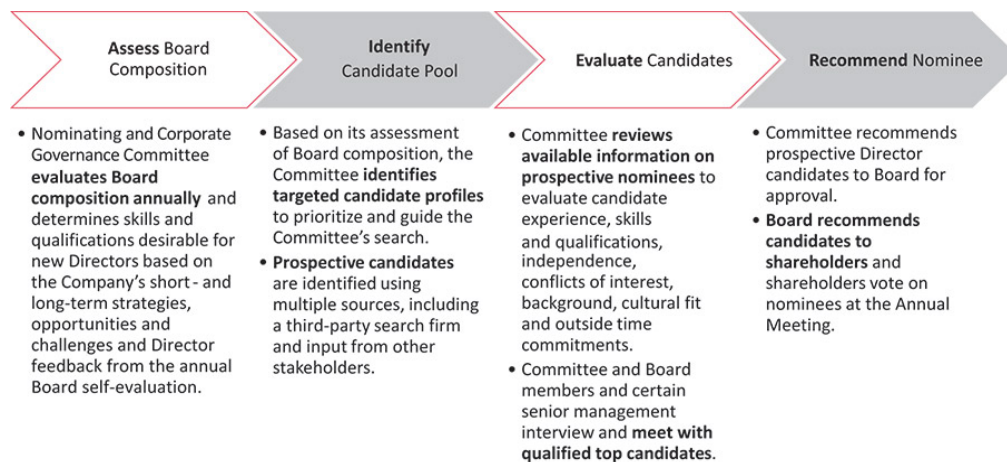 Assess Board
Composition
Identify
Candidate Pool
Evaluate Candidates
Recommend Nominee
• Nominating and Corporate
Governance Committee
evaluates Board
composition annually and
determines skills and
qualifications desirable for
new Directors based on
the Company's short- and
long-term strategies,
opportunities and
challenges and Director
feedback from the annual
Board self-evaluation.
• Based on its assessment
of Board composition, the
Committee identifies
targeted candidate profiles
to prioritize and guide the
Committee's search.
• Prospective candidates
are identified using
multiple sources, including
a third-party search firm
and input from other
stakeholders.
• Committee reviews
available information on
prospective nominees to
evaluate candidate
experience, skills
and qualifications,
independence,
conflicts of interest,
background, cultural fit
and outside time
commitments.
• Committee and Board
members and certain
senior management
interview and meet with
qualified top candidates.
• Committee recommends
prospective Director
candidates to Board for
approval.
• Board recommends
candidates to
shareholders and
shareholders vote on
nominees at the Annual
Meeting.